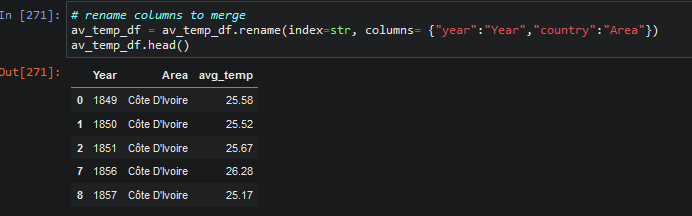 In [271]: # rename columns to merge
av_temp_df = av_temp_df.rename(index=str, columns= {"year":"Year","country":"Area"})
av_temp_df.head()
Out[271]:
Year Area avg_temp
0 1849 Côte D'Ivoire 25.58
1 1850 Côte D'Ivoire 25.52
2 1851 Côte D'Ivoire 25.67
7 1856 Côte D'Ivoire 26.28
8 1857 Côte D'Ivoire 25.17